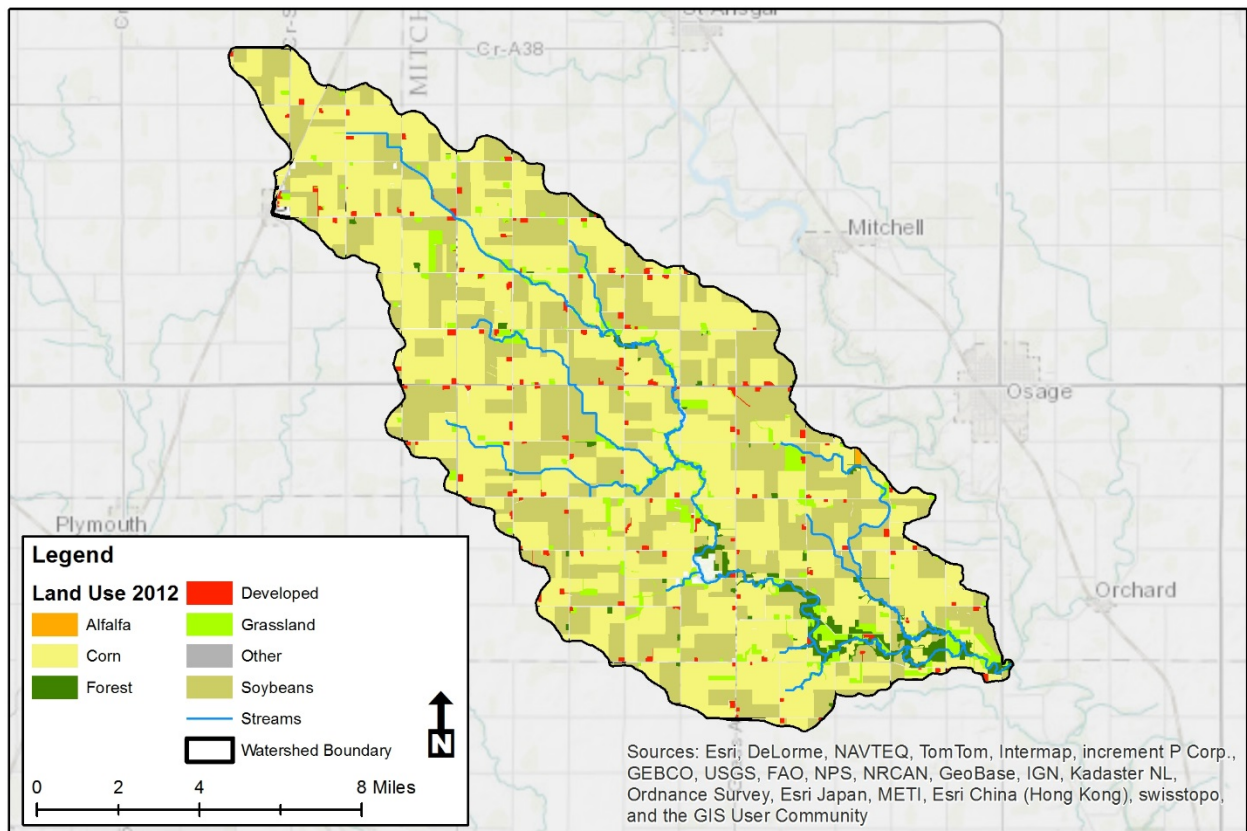 Cr-A38
MITCH
Mitchell
Osage
Plymouth
Orchard
Legend
Land Use 2012
Alfalfa
Corn
Forest
Developed
Grassland
Other
Soybeans
Streams
Watershed Boundary
N
0 2 4 8 Miles
Sources: Esri, DeLorme, NAVTEQ, TomTom, Intermap, increment P Corp.,
GEBCO, USGS, FAO, NPS, NRCAN, GeoBase, IGN, Kadaster NL,
Ordnance Survey, Esri Japan, METI, Esri China (Hong Kong), swisstopo,
and the GIS User Community